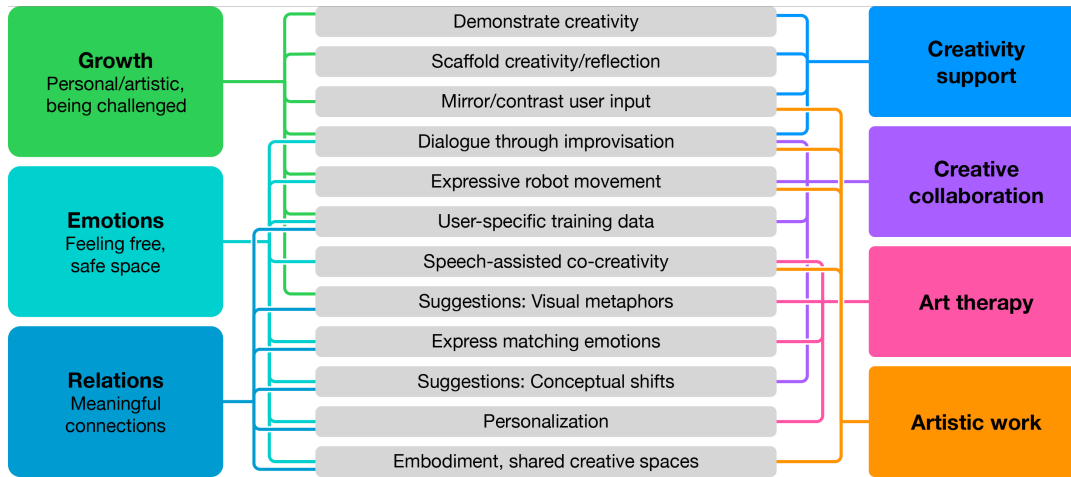 Growth
Personal/artistic,
being challenged
Emotions
Feeling free,
safe space
Relations
Meaningful
connections
Demonstrate creativity
Scaffold creativity/reflection
Mirror/contrast user input
Dialogue through improvisation
Expressive robot movement
User-specific training data
Speech-assisted co-creativity
Suggestions: Visual metaphors
Express matching emotions
Suggestions: Conceptual shifts
Personalization
Embodiment, shared creative spaces
Creativity
support
Creative
collaboration
Art therapy
Artistic work